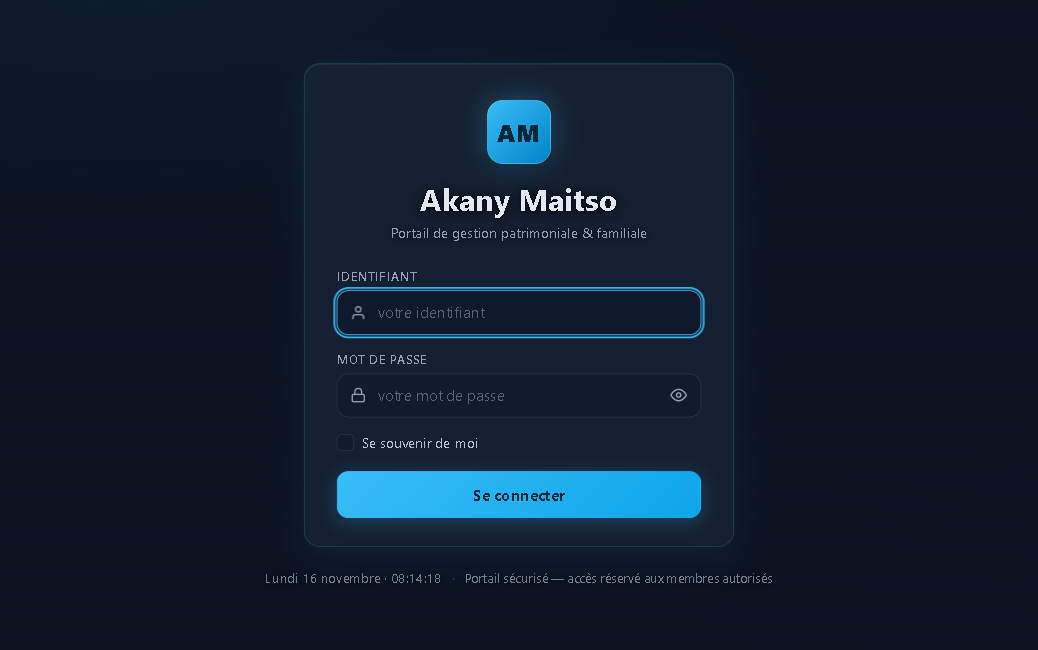 AM
Akany Maitso
Portail de gestion patrimoniale & familiale
IDENTIFIANT
votre identifiant
MOT DE PASSE
votre mot de passe
Se souvenir de moi
Se connecter
Lundi 16 novembre · 08:14:18 · Portail sécurisé — accès réservé aux membres autorisés